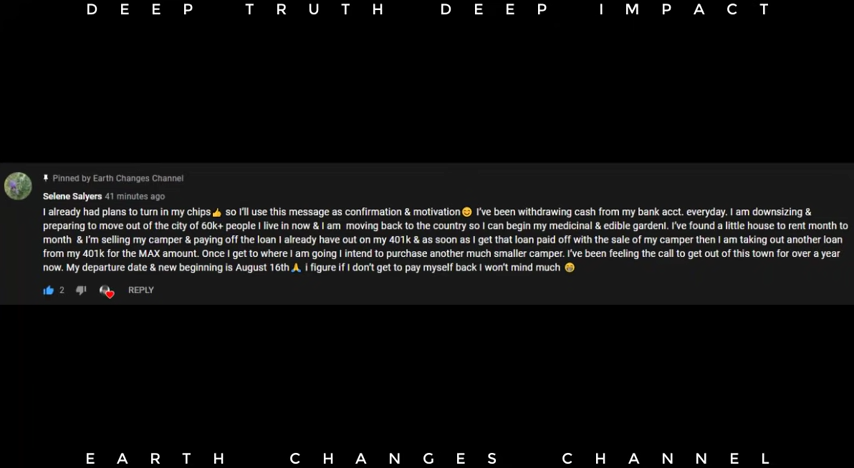 DEEP TRUTH DEEP IMPACT
Pinned by Earth Changes Channel
Selene Salyers 41 minutes ago
I already had plans to turn in my chips👍 so I'll use this message as confirmation & motivation😊 I've been withdrawing cash from my bank acct. everyday. I am downsizing &
preparing to move out of the city of 60k+ people I live in now & I am moving back to the country so I can begin my medicinal & edible gardenI. I've found a little house to rent month to
month & I'm selling my camper & paying off the loan I already have out on my 401k & as soon as I get that loan paid off with the sale of my camper then I am taking out another loan
from my 401k for the MAX amount. Once I get to where I am going I intend to purchase another much smaller camper. I've been feeling the call to get out of this town for over a year
now. My departure date & new beginning is August 16th🙏 i figure if I don't get to pay myself back I won't mind much 😁
2 REPLY
EARTH CHANGES CHANNEL